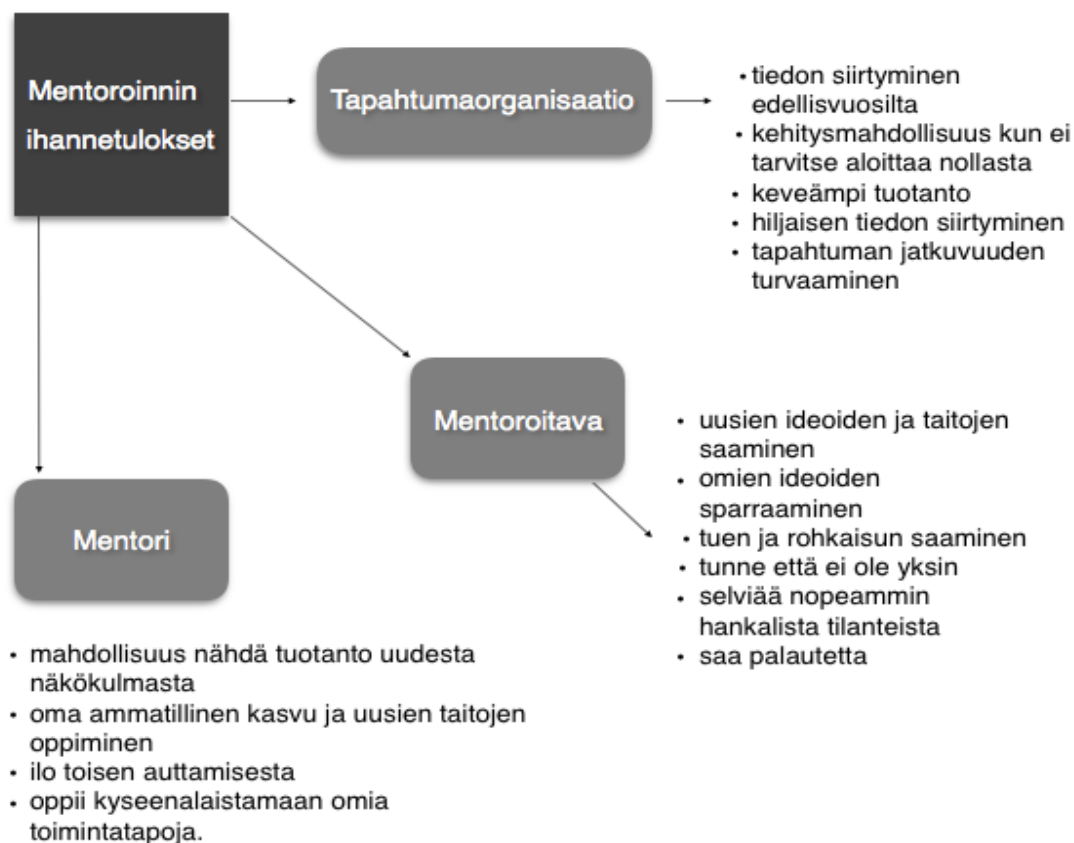 Mentoroinnin
ihannetulokset
Tapahtumaorganisaatio
• tiedon siirtyminen
edellisvuosilta
• kehitysmahdollisuus kun ei
tarvitse aloittaa nollasta
• keveämpi tuotanto
• hiljaisen tiedon siirtyminen
• tapahtuman jatkuvuuden
turvaaminen
Mentoroitava
• uusien ideoiden ja taitojen
saaminen
• omien ideoiden
sparraaminen
• tuen ja rohkaisun saaminen
• tunne että ei ole yksin
• selviää nopeammin
hankalista tilanteista
• saa palautetta
Mentori
• mahdollisuus nähdä tuotanto uudesta
näkökulmasta
• oma ammatillinen kasvu ja uusien taitojen
oppiminen
• ilo toisen auttamisesta
• oppii kyseenalaistamaan omia
toimintatapoja.